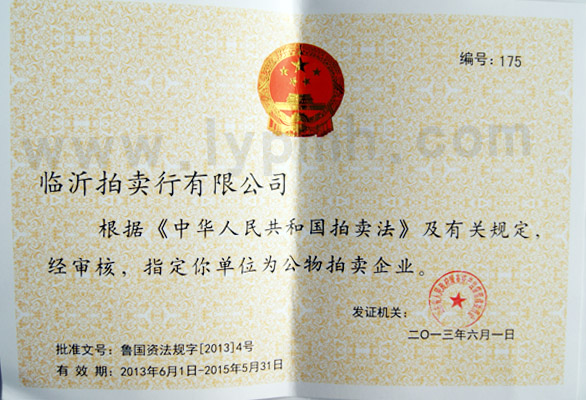 编号：175
www.lypmh.com
临沂拍卖行有限公司
根据《中华人民共和国拍卖法》及有关规定，
经审核，指定你单位为公物拍卖企业。
发证机关：
二〇一三年六月一日
批准文号：鲁国资法规字[2013]4号
有 效 期：2013年6月1日-2015年5月31日